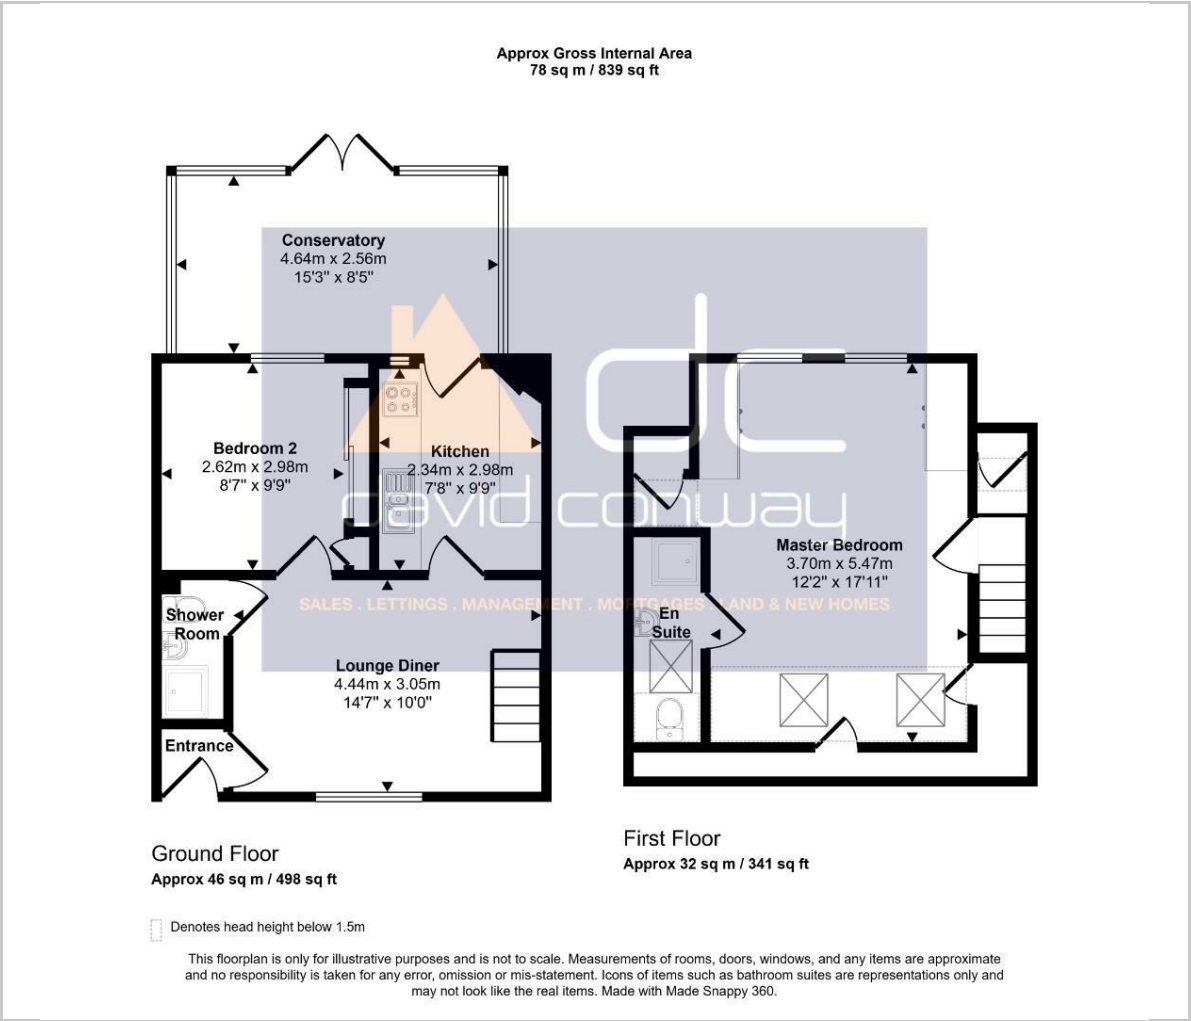 Approx Gross Internal Area
78 sq m / 839 sq ft
Conservatory
4.64m x 2.56m
15'3" x 8'5"
Bedroom 2
2.62m x 2.98m
8'7" x 9'9"
Kitchen
2.34m x 2.98m
7'8" x 9'9"
dc
david conway
SALES . LETTINGS . MANAGEMENT . MORTGAGES . LAND & NEW HOMES
Master Bedroom
3.70m x 5.47m
12'2" x 17'11"
Shower
Room
En
Suite
Lounge Diner
4.44m x 3.05m
14'7" x 10'0"
Entrance
Ground Floor
Approx 46 sq m / 498 sq ft
First Floor
Approx 32 sq m / 341 sq ft
Denotes head height below 1.5m
This floorplan is only for illustrative purposes and is not to scale. Measurements of rooms, doors, windows, and any items are approximate
and no responsibility is taken for any error, omission or mis-statement. Icons of items such as bathroom suites are representations only and
may not look like the real items. Made with Made Snappy 360.